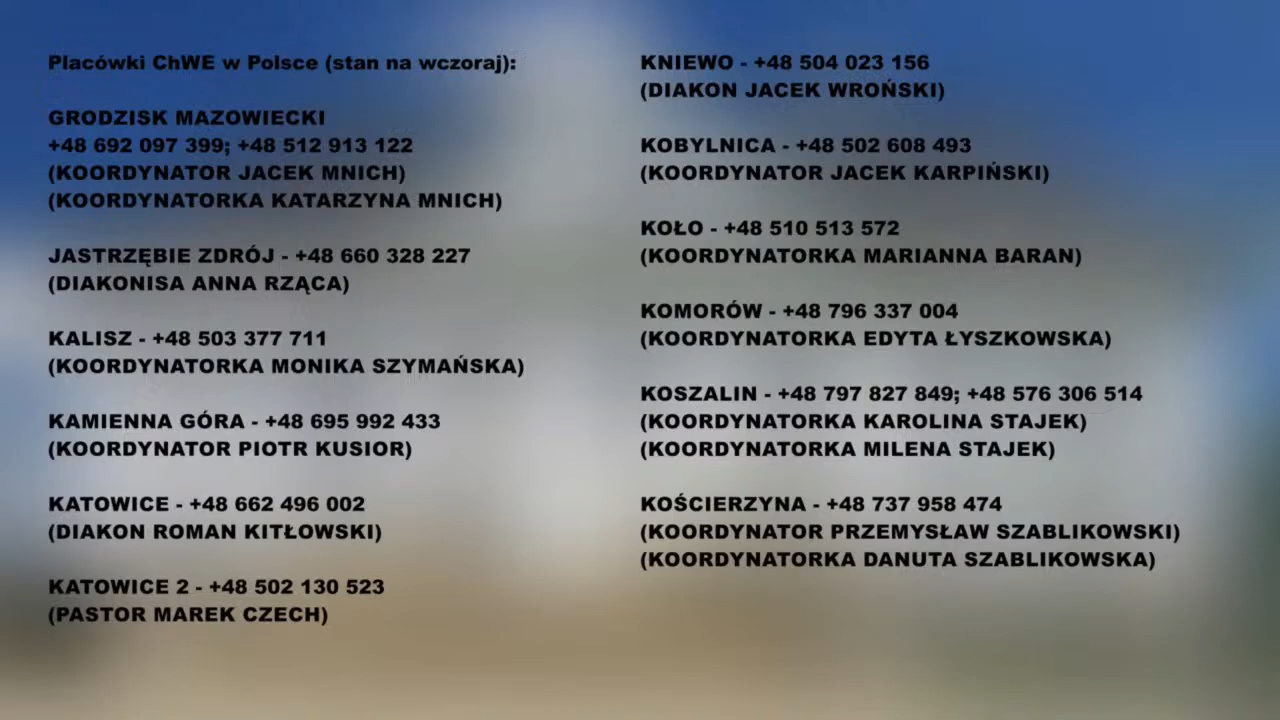 Placówki ChWE w Polsce (stan na wczoraj):
GRODZISK MAZOWIECKI
+48 692 097 399; +48 512 913 122
(KOORDYNATOR JACEK MNICH)
(KOORDYNATORKA KATARZYNA MNICH)
JASTRZĘBIE ZDRÓJ - +48 660 328 227
(DIAKONISA ANNA RZĄCA)
KALISZ - +48 503 377 711
(KOORDYNATORKA MONIKA SZYMAŃSKA)
KAMIENNA GÓRA - +48 695 992 433
(KOORDYNATOR PIOTR KUSIOR)
KATOWICE - +48 662 496 002
(DIAKON ROMAN KITŁOWSKI)
KATOWICE 2 - +48 502 130 523
(PASTOR MAREK CZECH)
KNIEWO - +48 504 023 156
(DIAKON JACEK WROŃSKI)
KOBYLNICA - +48 502 608 493
(KOORDYNATOR JACEK KARPIŃSKI)
KOŁO - +48 510 513 572
(KOORDYNATORKA MARIANNA BARAN)
KOMORÓW - +48 796 337 004
(KOORDYNATORKA EDYTA ŁYSZKOWSKA)
KOSZALIN - +48 797 827 849; +48 576 306 514
(KOORDYNATORKA KAROLINA STAJEK)
(KOORDYNATORKA MILENA STAJEK)
KOŚCIERZYNA - +48 737 958 474
(KOORDYNATOR PRZEMYSŁAW SZABLIKOWSKI)
(KOORDYNATORKA DANUTA SZABLIKOWSKA)